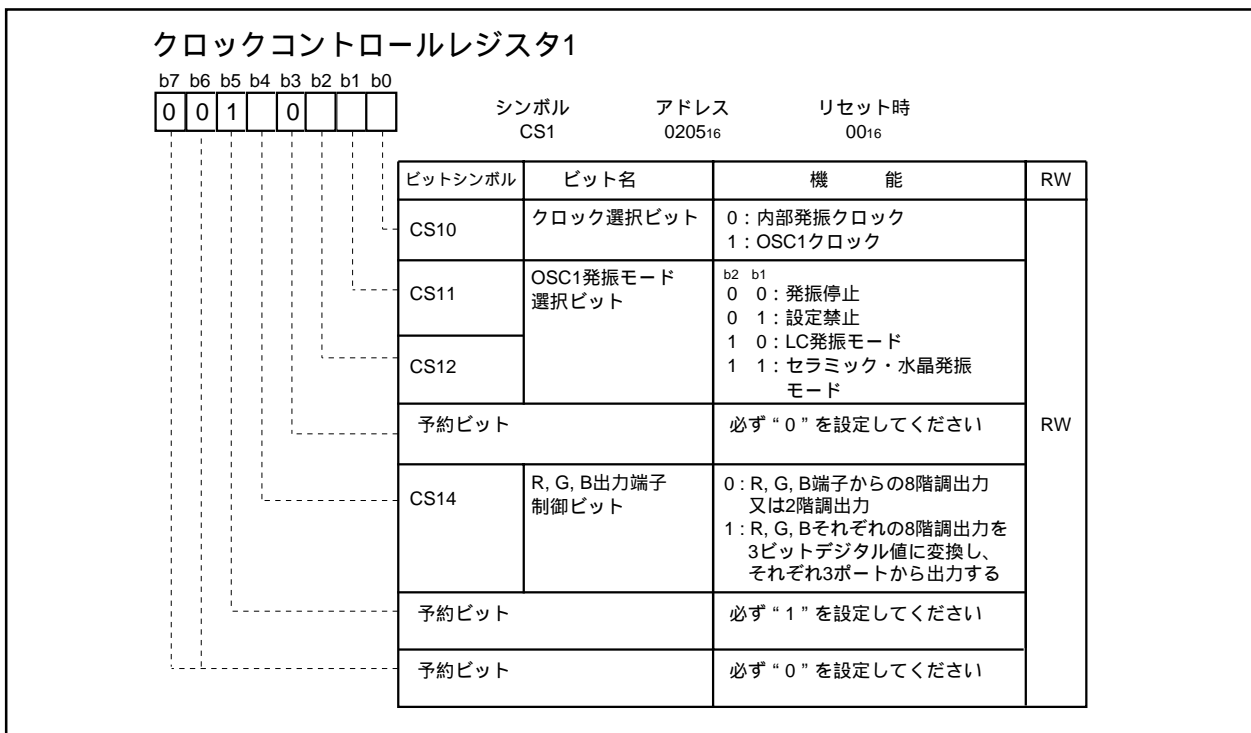 クロックコントロールレジスタ1
b7 b6 b5 b4 b3 b2 b1 b0
0 0 1 0
シンボル アドレス リセット時
CS1 020516 0016
ビットシンボル ビット名 機 能 RW
CS10 クロック選択ビット 0：内部発振クロック
1：OSC1クロック
CS11 OSC1発振モード
選択ビット
b2 b1
0 0：発振停止
0 1：設定禁止
1 0：LC発振モード
1 1：セラミック・水晶発振
モード
CS12
予約ビット 必ず“0”を設定してください RW
CS14 R, G, B出力端子
制御ビット
0 : R, G, B端子からの8階調出力
又は2階調出力
1 : R, G, Bそれぞれの8階調出力を
3ビットデジタル値に変換し、
それぞれ3ポートから出力する
予約ビット 必ず“1”を設定してください
予約ビット 必ず“0”を設定してください